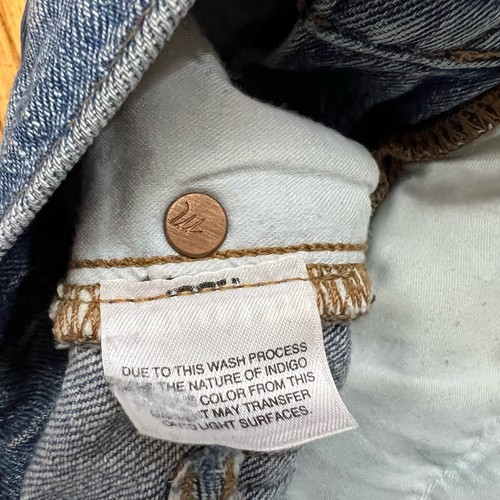 DUE TO THIS WASH PROCESS
THE NATURE OF INDIGO
COLOR FROM THIS
MAY TRANSFER
LIGHT SURFACES.